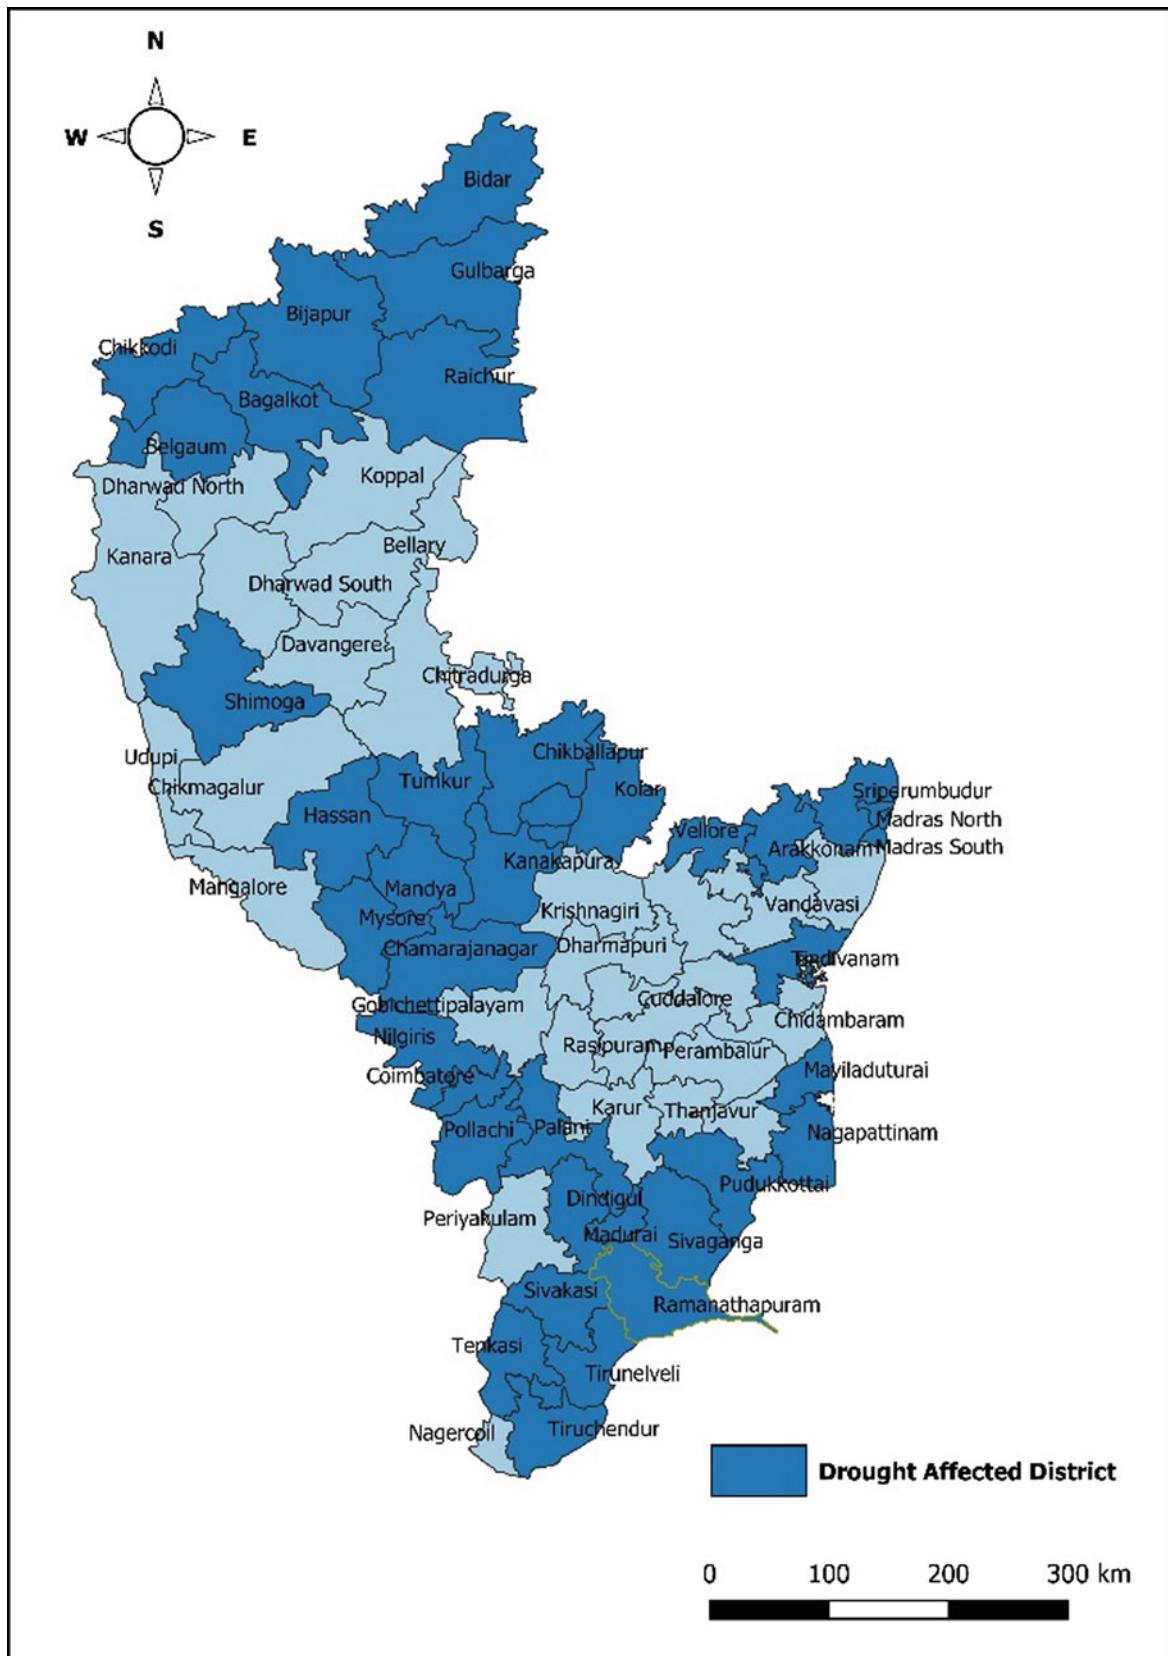 N
W
E
S
Bidar
Gulbarga
Bijapur
Chikkodi
Raichur
Bagalkot
Belgaum
Koppal
Dharwad North
Bellary
Kanara
Dharwad South
Davangere
Chitradurga
Shimoga
Udupi
Chikballapur
Tumkur
Chikmagalur
Kolar
Sriperumbudur
Hassan
Madras North
Vellore
Arakkonam
Madras South
Kanakapura
Mangalore
Mandya
Vandavasi
Krishnagiri
Mysore
Dharmapuri
Chamarajanagar
Tindivanam
Cuddalore
Gobichettipalayam
Chidambaram
Nilgiris
Rasipuram
Perambalur
Mayiladuturai
Coimbatore
Karur
Thanjavur
Palani
Pollachi
Nagapattinam
Pudukkottai
Dindigul
Periyakulam
Madurai
Sivaganga
Sivakasi
Ramanathapuram
Tenkasi
Tirunelveli
Tiruchendur
Nagercoil
Drought Affected District
0 100 200 300 km